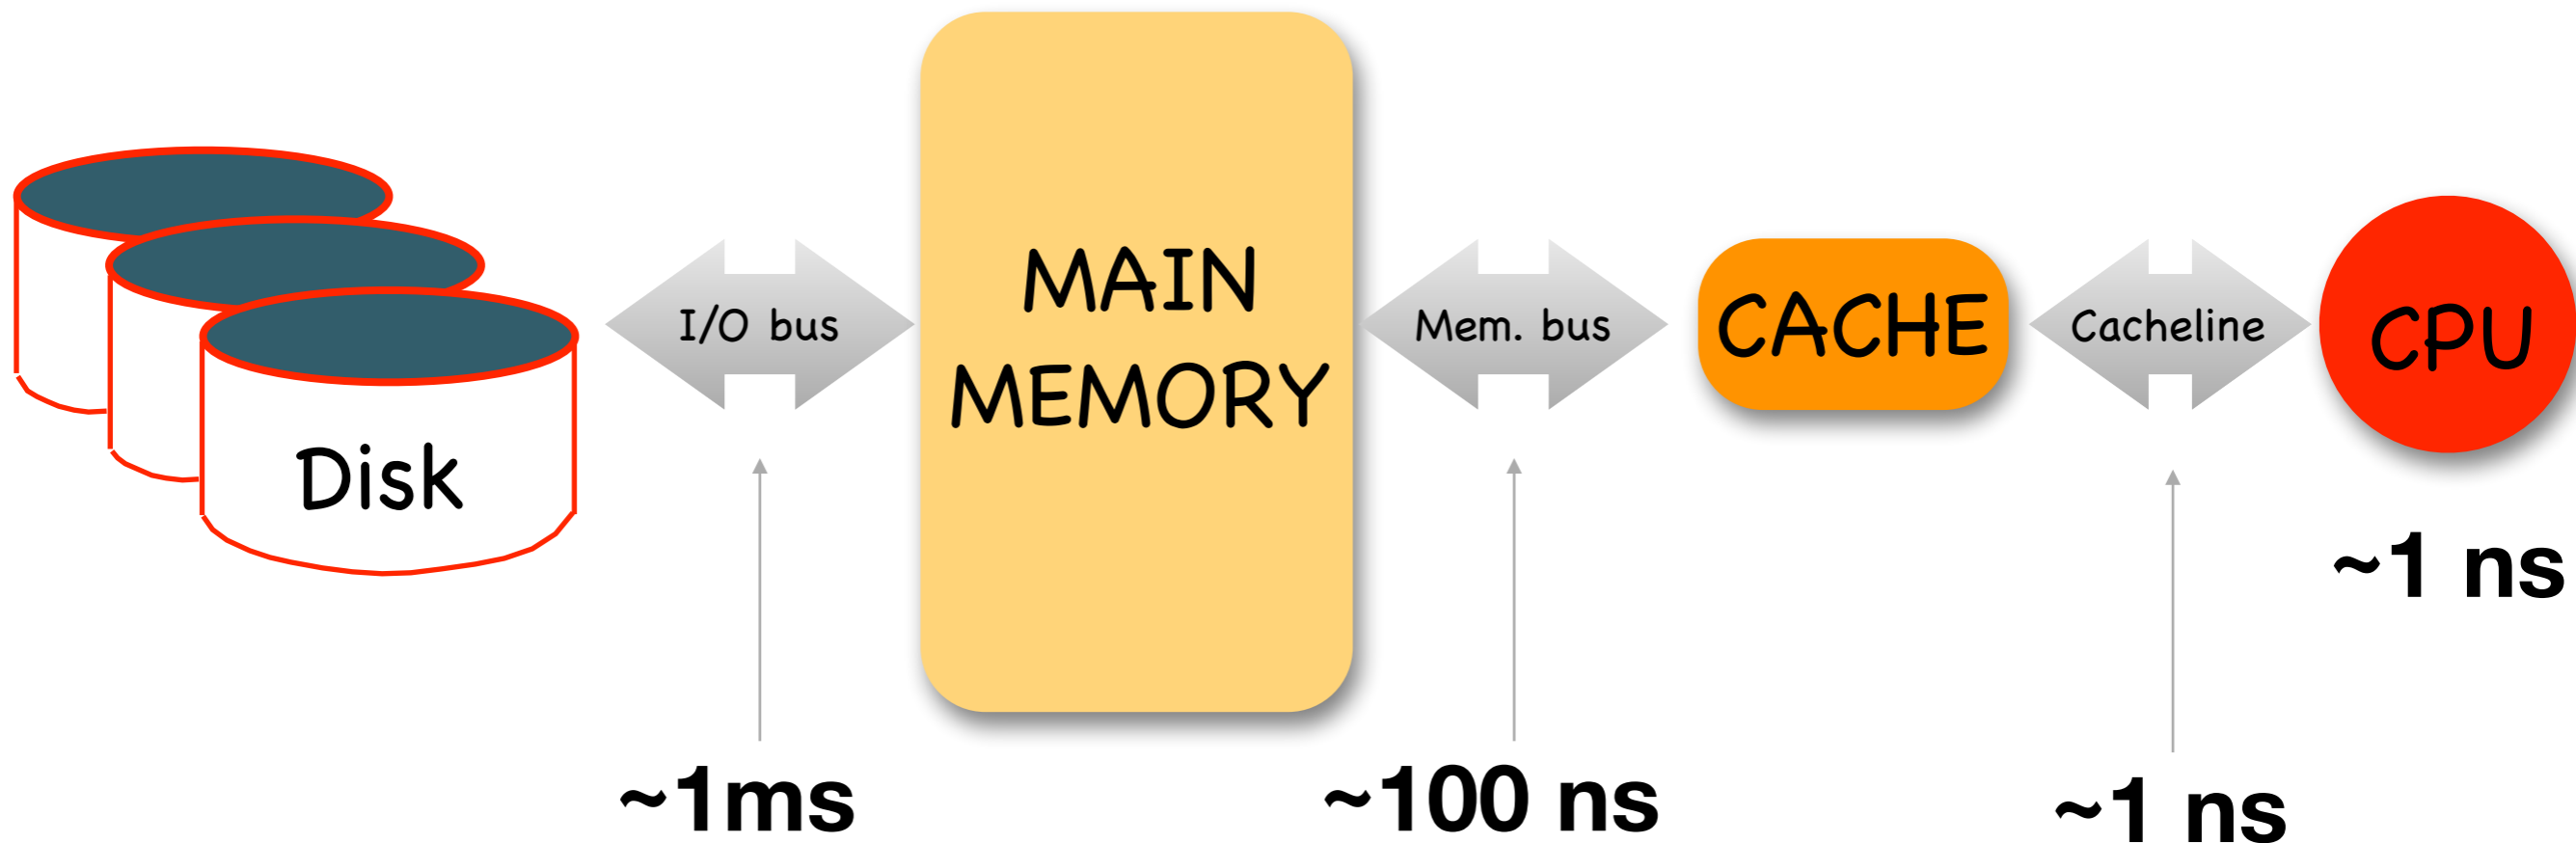 Disk
I/O bus
MAIN
MEMORY
Mem. bus
CACHE
Cacheline
CPU
~1 ns
~1ms
~100 ns
~1 ns